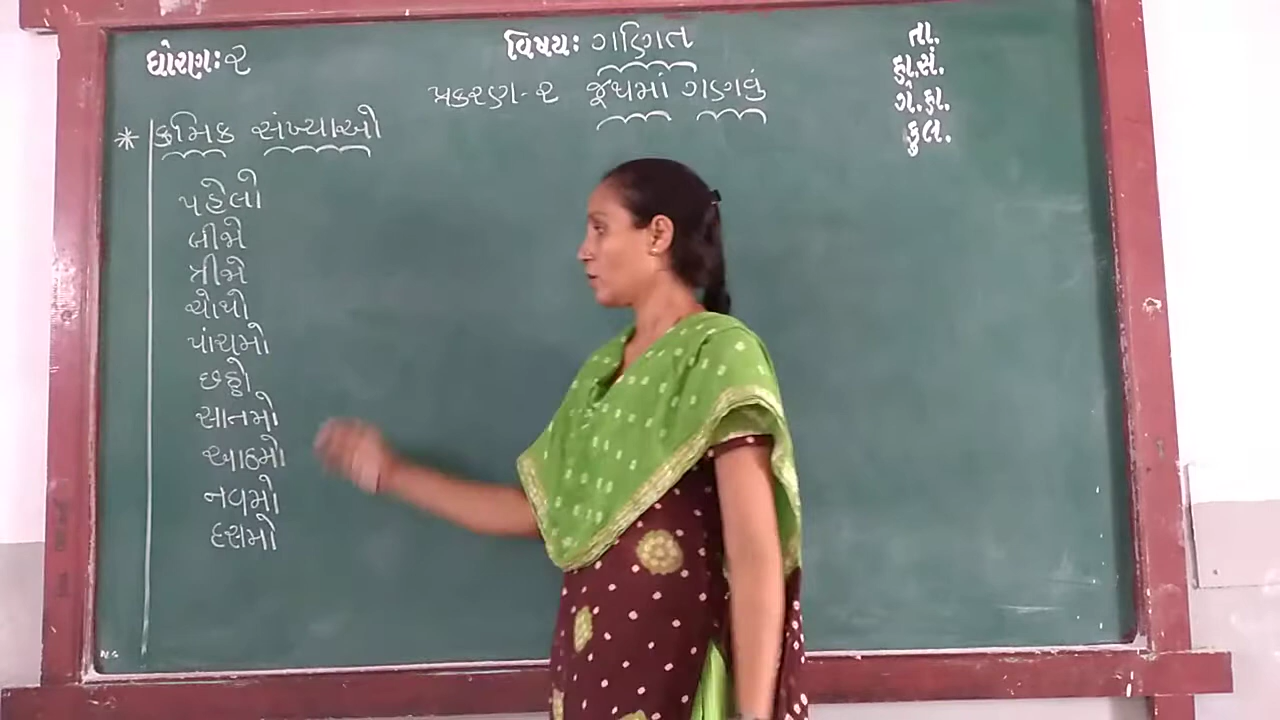 ધોરણ: ૨
વિષય: ગણિત
પ્રકરણ-૨ જૂથમાં ગણવું
તા.
હા.સં.
ગે.હા.
કુલ.
* ક્રમિક સંખ્યાઓ
પહેલો
બીજો
ત્રીજો
ચોથો
પાંચમો
છઠ્ઠો
સાતમો
આઠમો
નવમો
દસમો